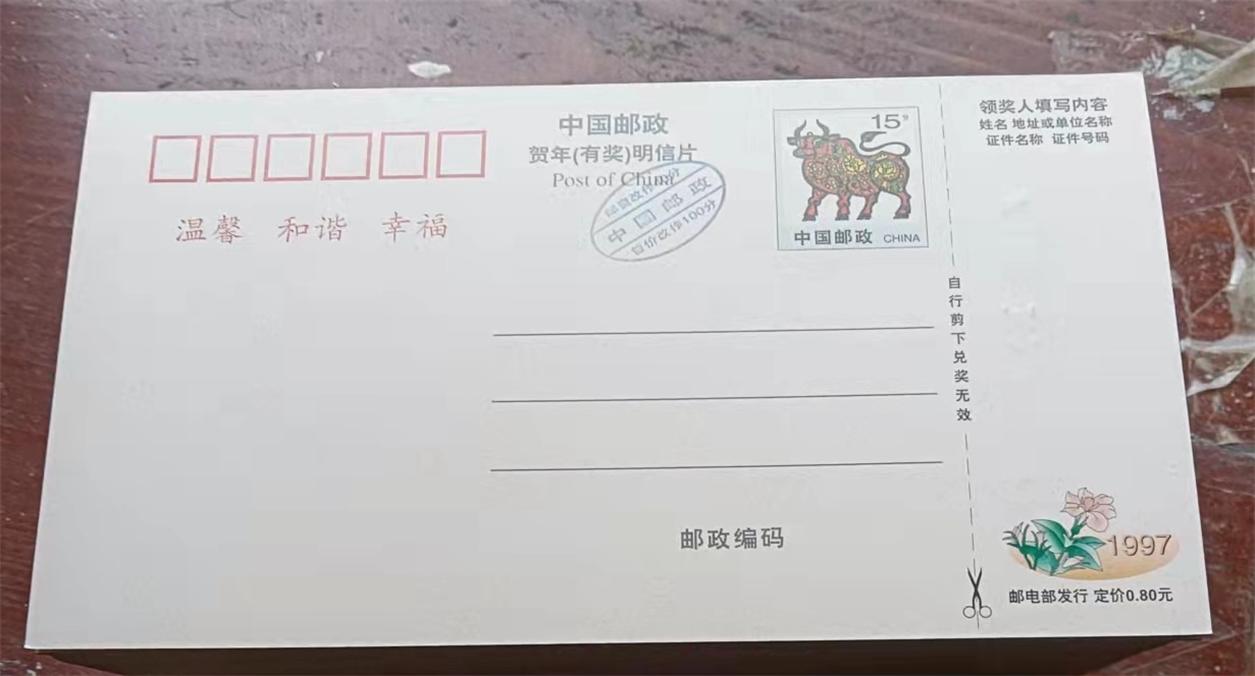 中国邮政
贺年(有奖)明信片
Post of China
中国邮政
售价改作100分
温馨 和谐 幸福
15分
中国邮政 CHINA
领奖人填写内容
姓名 地址或单位名称
证件名称 证件号码
自行剪下兑奖无效
邮政编码
1997
邮电部发行 定价0.80元